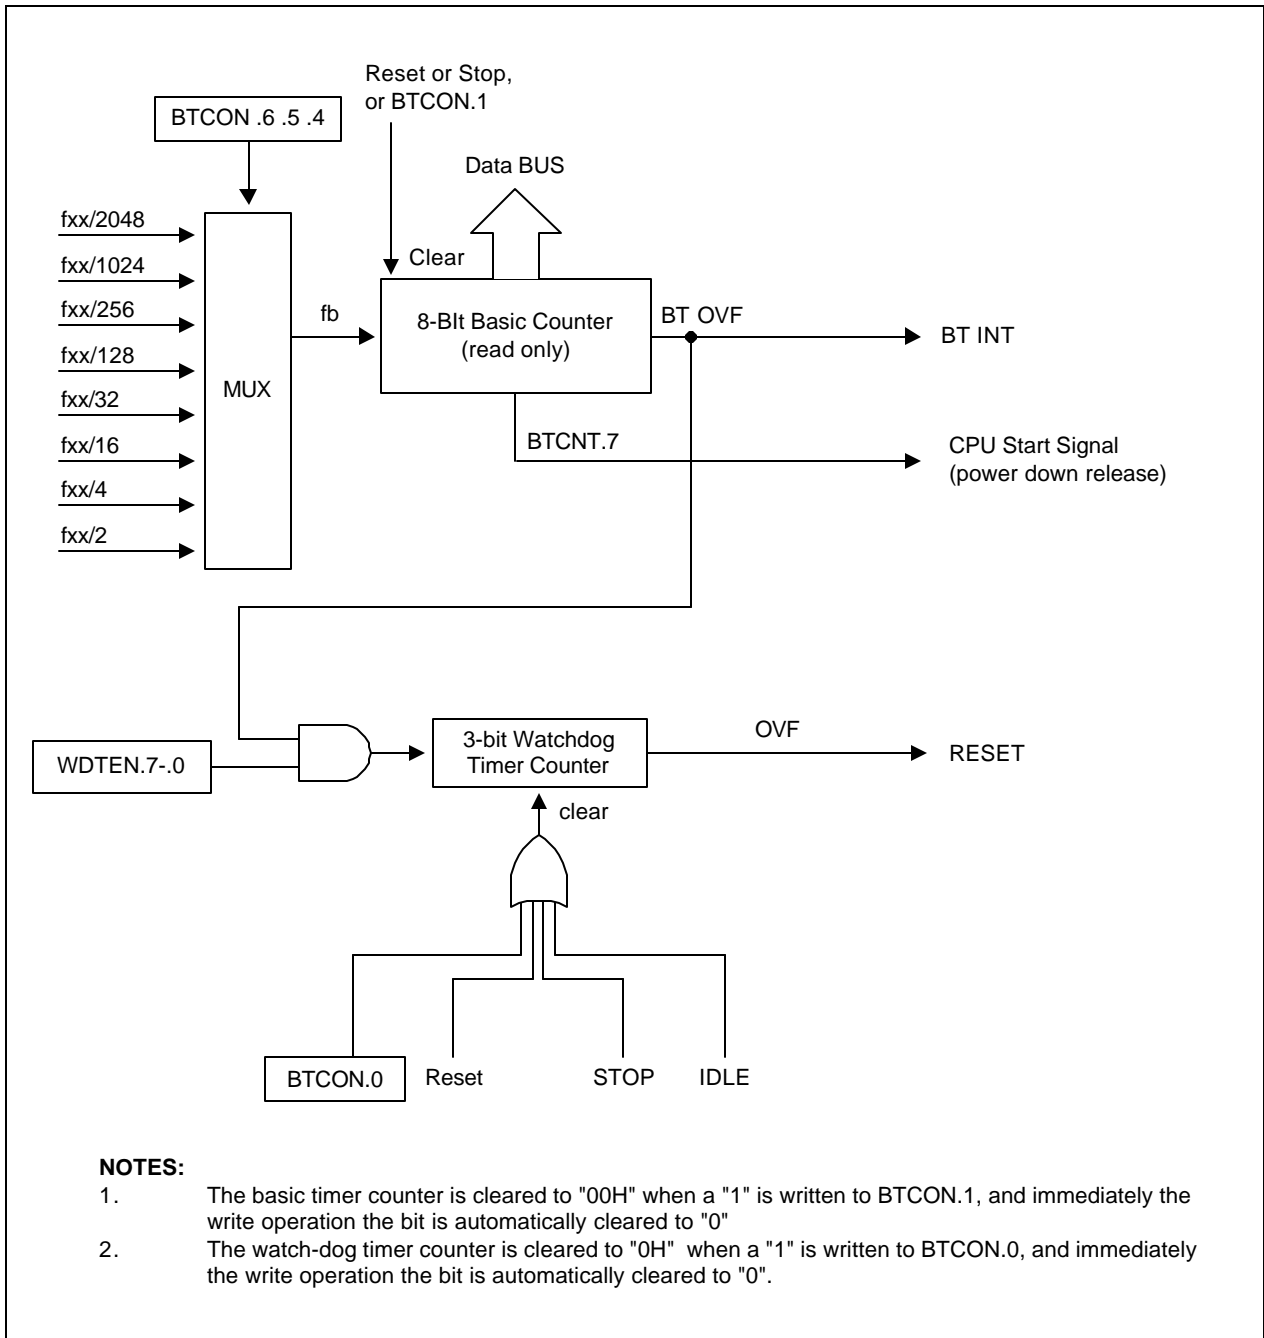 Reset or Stop,
or BTCON.1
BTCON .6 .5 .4
Data BUS
fxx/2048
fxx/1024
fxx/256
fxx/128
fxx/32
fxx/16
fxx/4
fxx/2
MUX
fb
Clear
8-BIt Basic Counter
(read only)
BT OVF
BT INT
BTCNT.7
CPU Start Signal
(power down release)
WDTEN.7-.0
3-bit Watchdog
Timer Counter
OVF
RESET
clear
BTCON.0
Reset
STOP
IDLE
NOTES:
1. The basic timer counter is cleared to "00H" when a "1" is written to BTCON.1, and immediately the
write operation the bit is automatically cleared to "0"
2. The watch-dog timer counter is cleared to "0H" when a "1" is written to BTCON.0, and immediately
the write operation the bit is automatically cleared to "0".